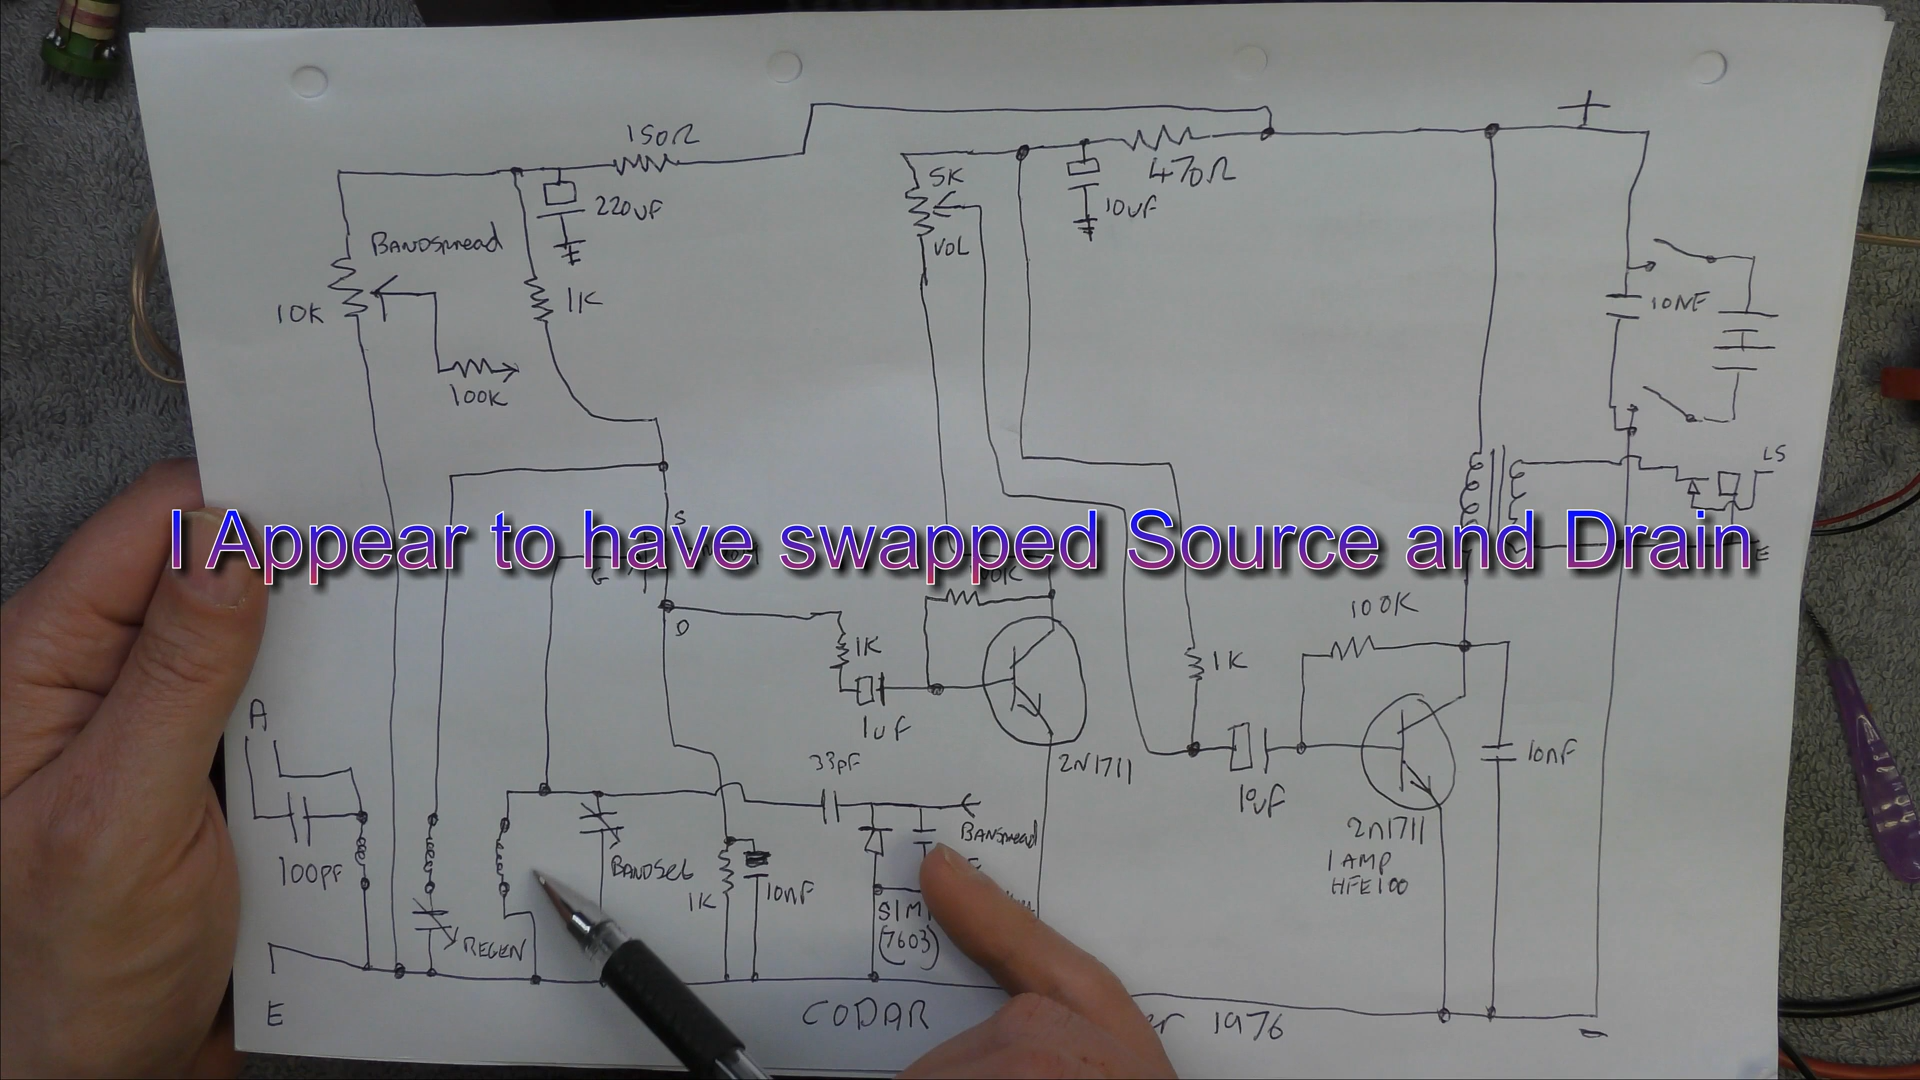 +
150Ω
470Ω
5K
VOL
10uF
220uF
BANDSpread
10K
1K
100K
10NF
LS
I Appear to have swapped Source and Drain
S
G
E
100K
D
1K
1uF
1K
A
33pF
2N1711
10uF
10nF
2n1711
1 AMP
HFE100
BANSpread
BANDSet
100pF
1K
10nF
(7603)
REGEN
E
CODAR
1976
-